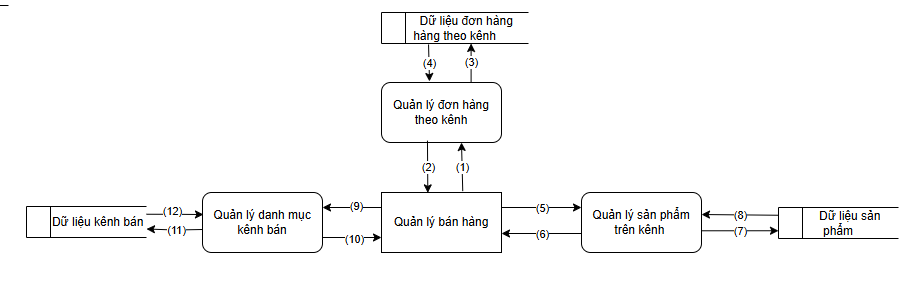 Dữ liệu đơn hàng
hàng theo kênh
(4)
(3)
Quản lý đơn hàng
theo kênh
(2)
(1)
Dữ liệu kênh bán
(12)
(11)
Quản lý danh mục
kênh bán
(9)
(10)
Quản lý bán hàng
(5)
(6)
Quản lý sản phẩm
trên kênh
(8)
(7)
Dữ liệu sản
phẩm